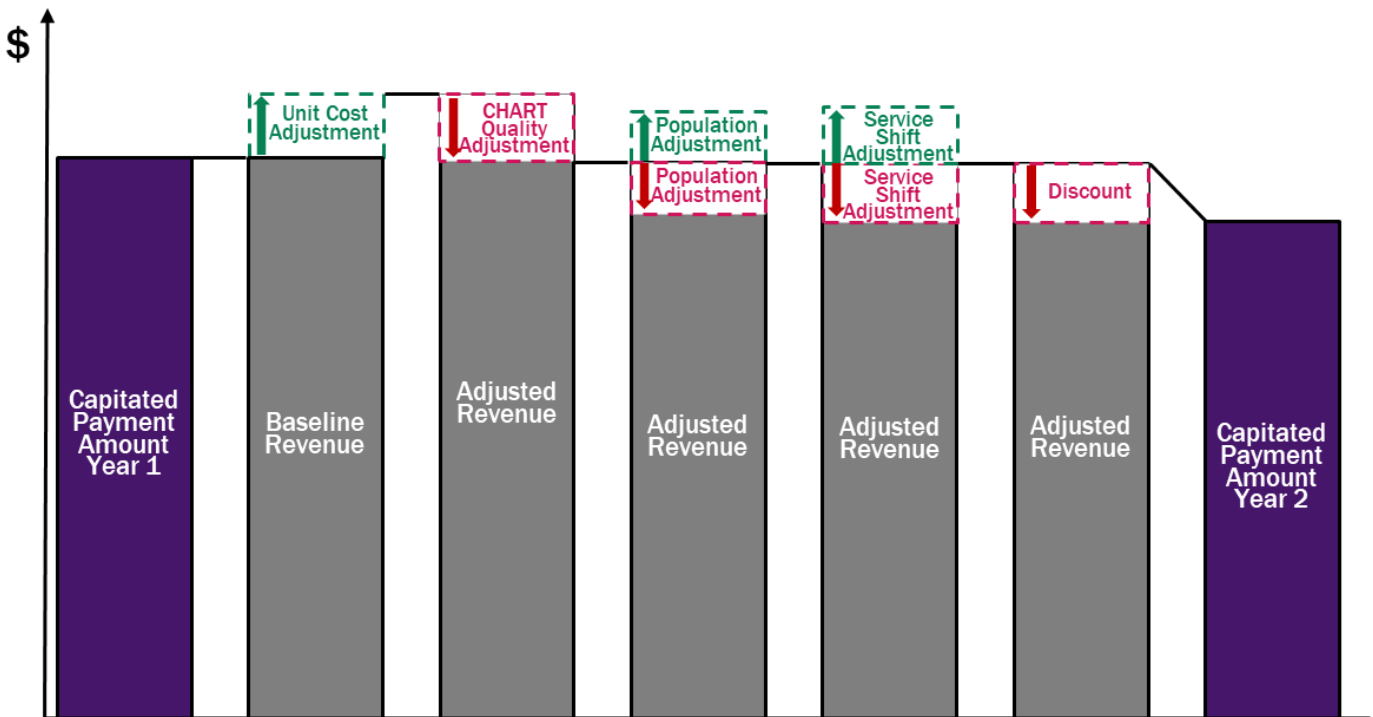 $
Unit Cost
Adjustment
CHART
Quality
Adjustment
Population
Adjustment
Population
Adjustment
Service
Shift
Adjustment
Service
Shift
Adjustment
Discount
Capitated
Payment
Amount
Year 1
Baseline
Revenue
Adjusted
Revenue
Adjusted
Revenue
Adjusted
Revenue
Adjusted
Revenue
Capitated
Payment
Amount
Year 2